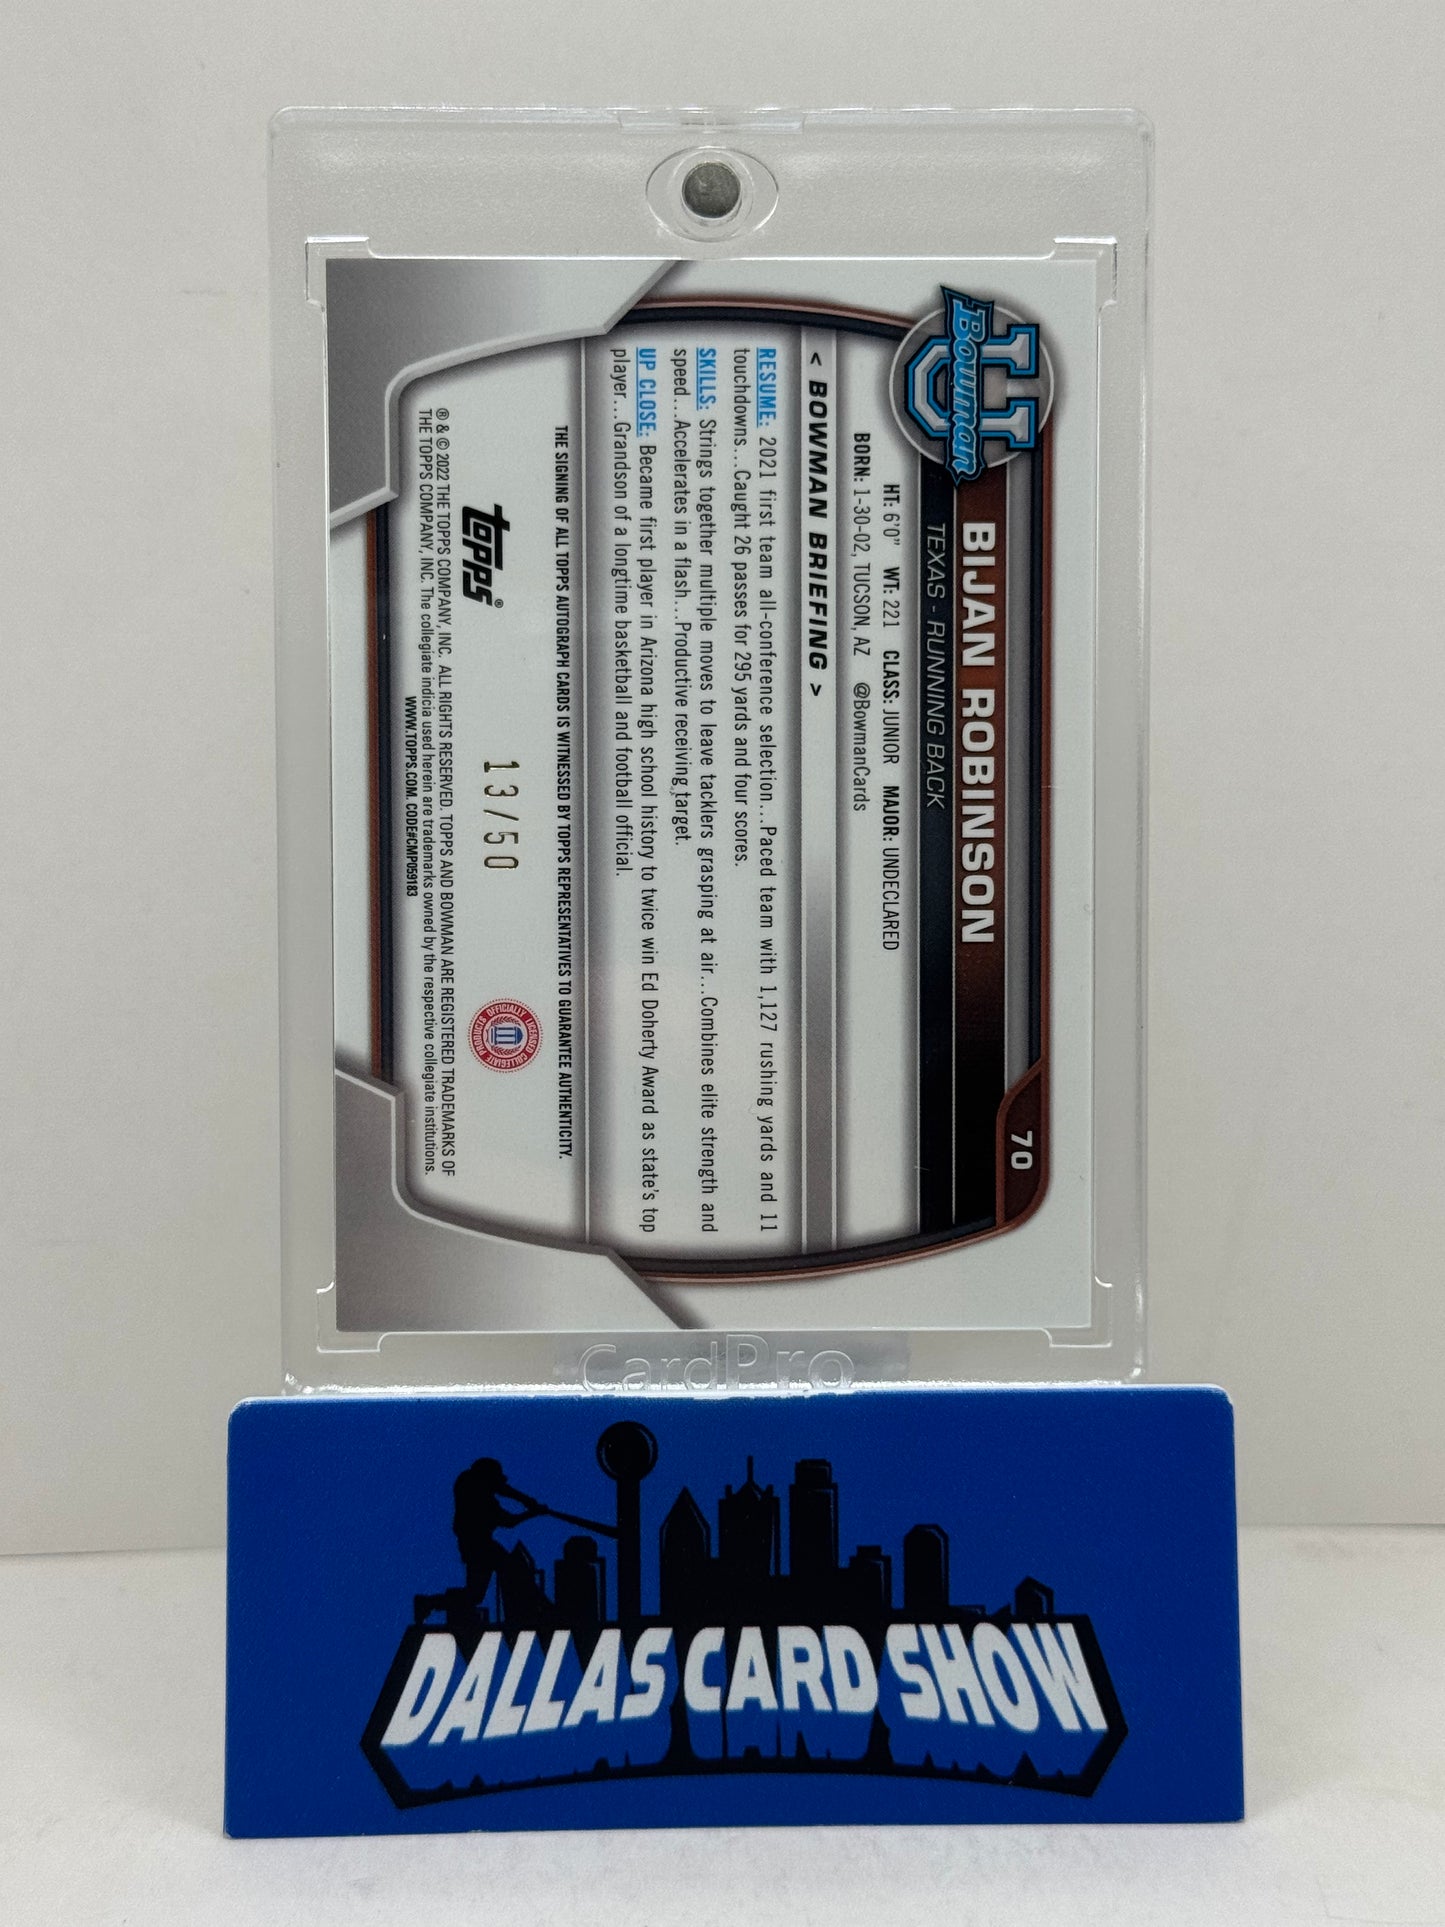 Bowman U
70
BIJAN ROBINSON
TEXAS - RUNNING BACK
HT: 6'0" WT: 221 CLASS: JUNIOR MAJOR: UNDECLARED
BORN: 1-30-02, TUCSON, AZ @BowmanCards
< BOWMAN BRIEFING >
RESUME: 2021 first team all-conference selection...Paced team with 1,127 rushing yards and 11
touchdowns...Caught 26 passes for 295 yards and four scores.
SKILLS: Strings together multiple moves to leave tacklers grasping at air...Combines elite strength and
speed...Accelerates in a flash...Productive receiving target.
UP CLOSE: Became first player in Arizona high school history to twice win Ed Doherty Award as state's top
player...Grandson of a longtime basketball and football official.
THE SIGNING OF ALL TOPPS AUTOGRAPH CARDS IS WITNESSED BY TOPPS REPRESENTATIVES TO GUARANTEE AUTHENTICITY.
topps®
13/50
OFFICIALLY LICENSED COLLEGIATE PRODUCTS
® & © 2022 THE TOPPS COMPANY, INC. ALL RIGHTS RESERVED. TOPPS AND BOWMAN ARE REGISTERED TRADEMARKS OF
THE TOPPS COMPANY, INC. The collegiate indicia used herein are trademarks owned by the respective collegiate institutions.
WWW.TOPPS.COM. CODE#CMP059183
CardPro
DALLAS CARD SHOW